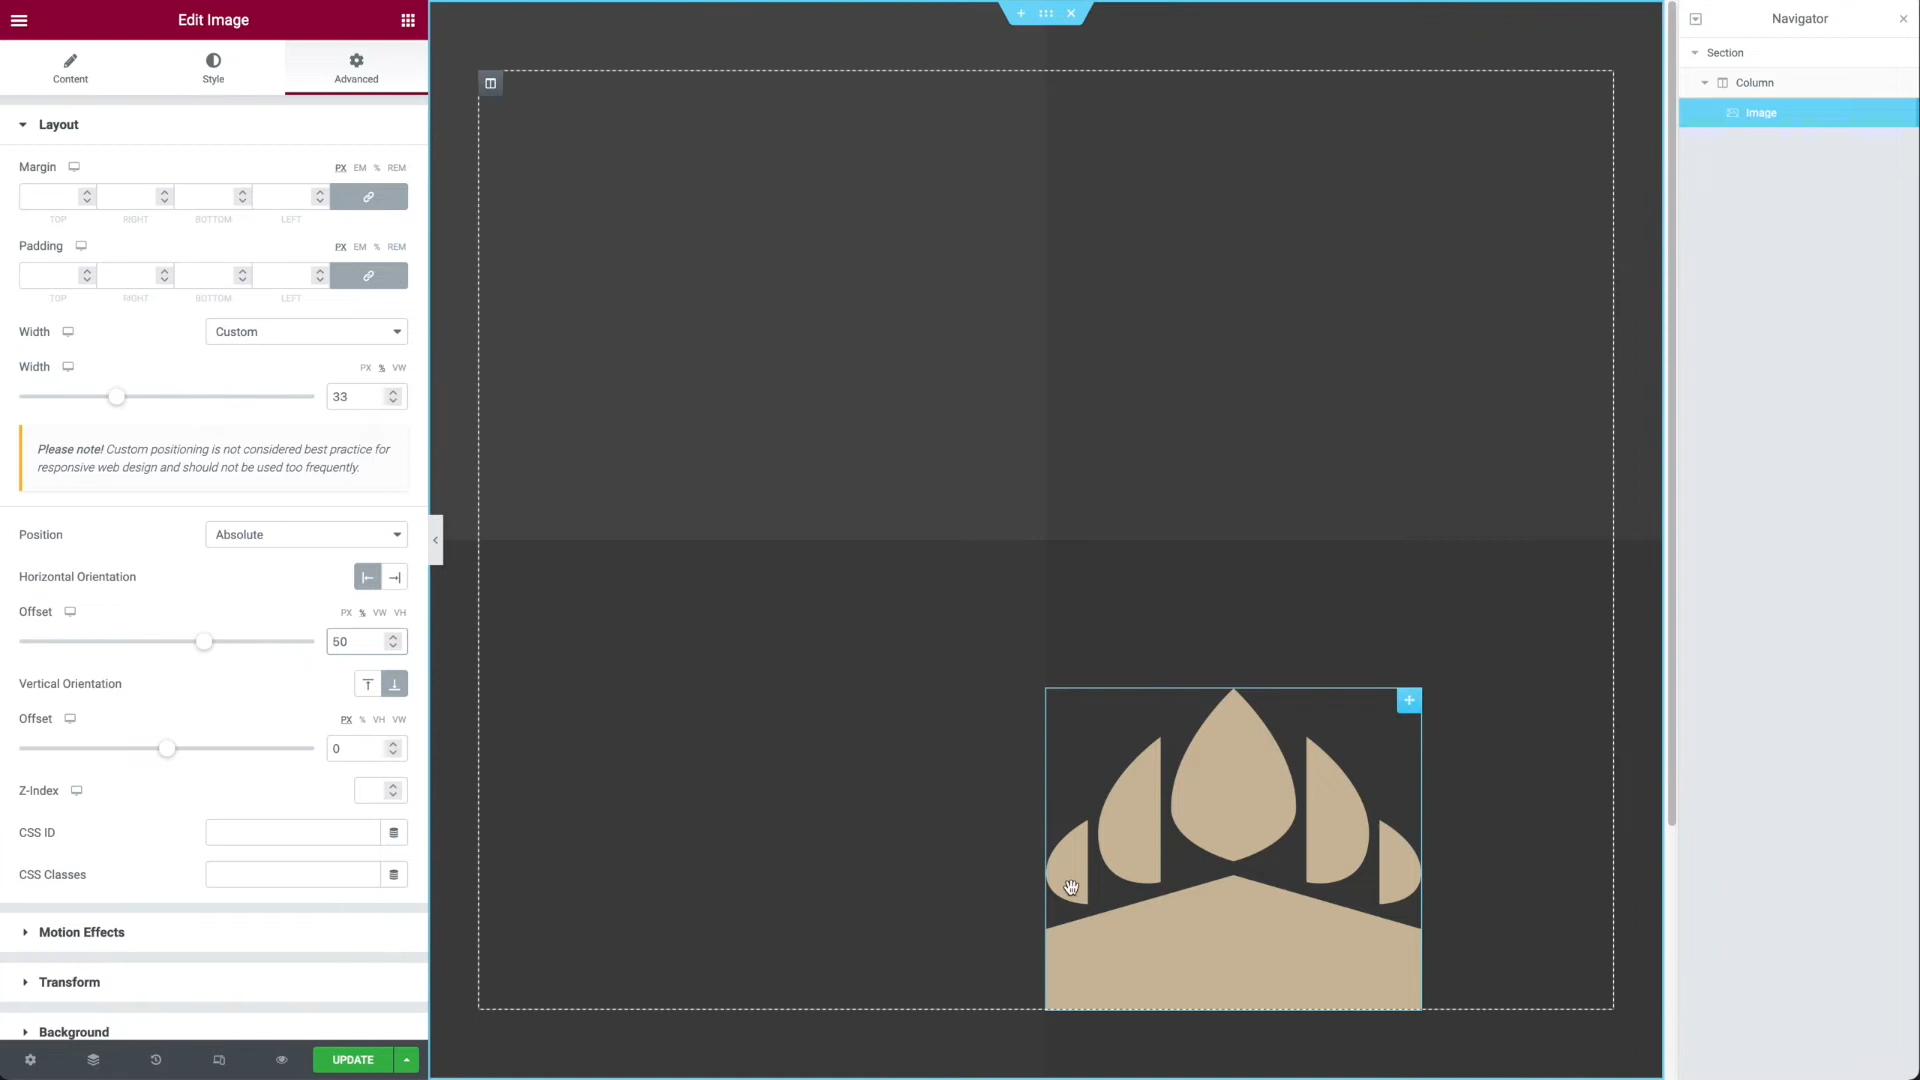 Edit Image
Content
Style
Advanced
Layout
Margin
PX EM % REM
TOP RIGHT BOTTOM LEFT
Padding
PX EM % REM
TOP RIGHT BOTTOM LEFT
Width
Custom
Width
PX % VW
33
Please note! Custom positioning is not considered best practice for
responsive web design and should not be used too frequently.
Position
Absolute
Horizontal Orientation
Offset
PX % VW VH
50
Vertical Orientation
Offset
PX % VH VW
0
Z-Index
CSS ID
CSS Classes
Motion Effects
Transform
Background
UPDATE
Navigator
Section
Column
Image